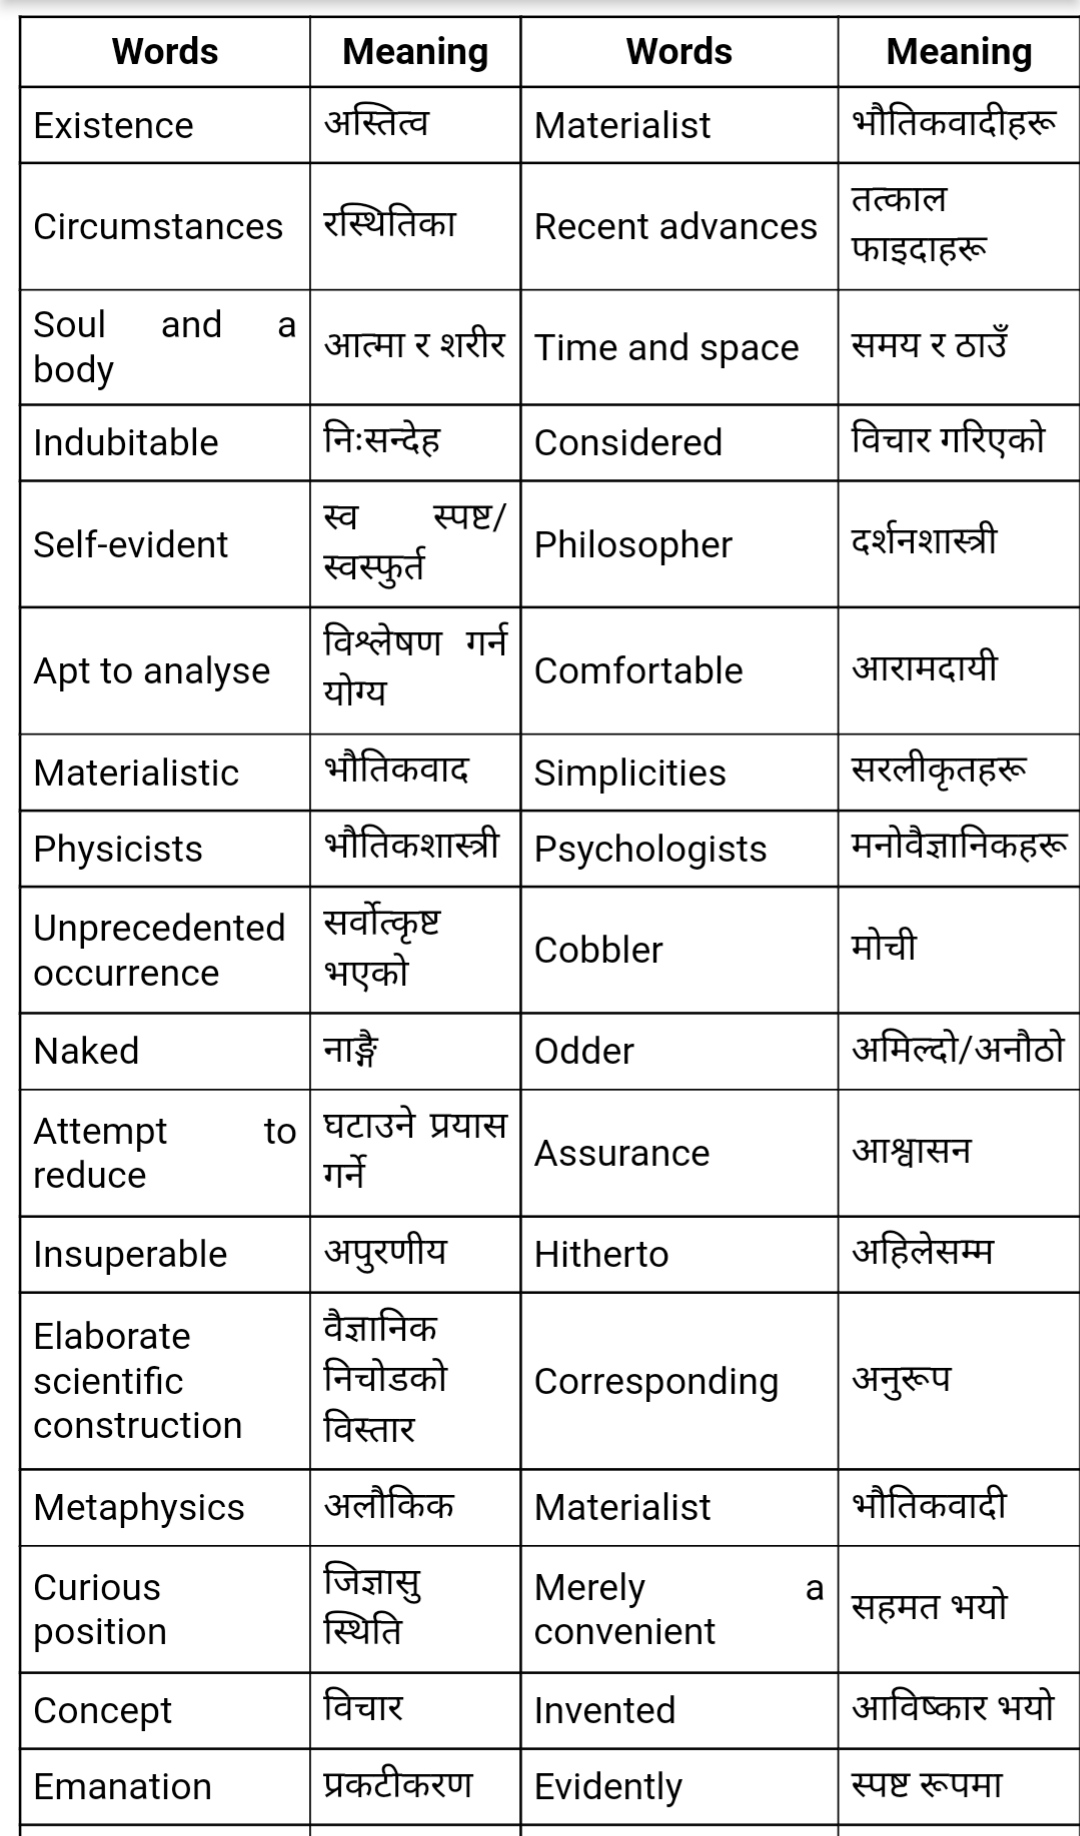 Words Meaning Words Meaning
Existence अस्तित्व Materialist भौतिकवादीहरू
Circumstances रस्थितिका Recent advances तत्काल
फाइदाहरू
Soul and a
body आत्मा र शरीर Time and space समय र ठाउँ
Indubitable निःसन्देह Considered विचार गरिएको
Self-evident स्व स्पष्ट/
स्वस्फुर्त Philosopher दर्शनशास्त्री
Apt to analyse विश्लेषण गर्न
योग्य Comfortable आरामदायी
Materialistic भौतिकवाद Simplicities सरलीकृतहरू
Physicists भौतिकशास्त्री Psychologists मनोवैज्ञानिकहरू
Unprecedented
occurrence सर्वोत्कृष्ट
भएको Cobbler मोची
Naked नाङ्गै Odder अमिल्दो/अनौठो
Attempt to
reduce घटाउने प्रयास
गर्ने Assurance आश्वासन
Insuperable अपुरणीय Hitherto अहिलेसम्म
Elaborate
scientific
construction वैज्ञानिक
निचोडको
विस्तार Corresponding अनुरूप
Metaphysics अलौकिक Materialist भौतिकवादी
Curious
position जिज्ञासु
स्थिति Merely a
convenient सहमत भयो
Concept विचार Invented आविष्कार भयो
Emanation प्रकटीकरण Evidently स्पष्ट रूपमा